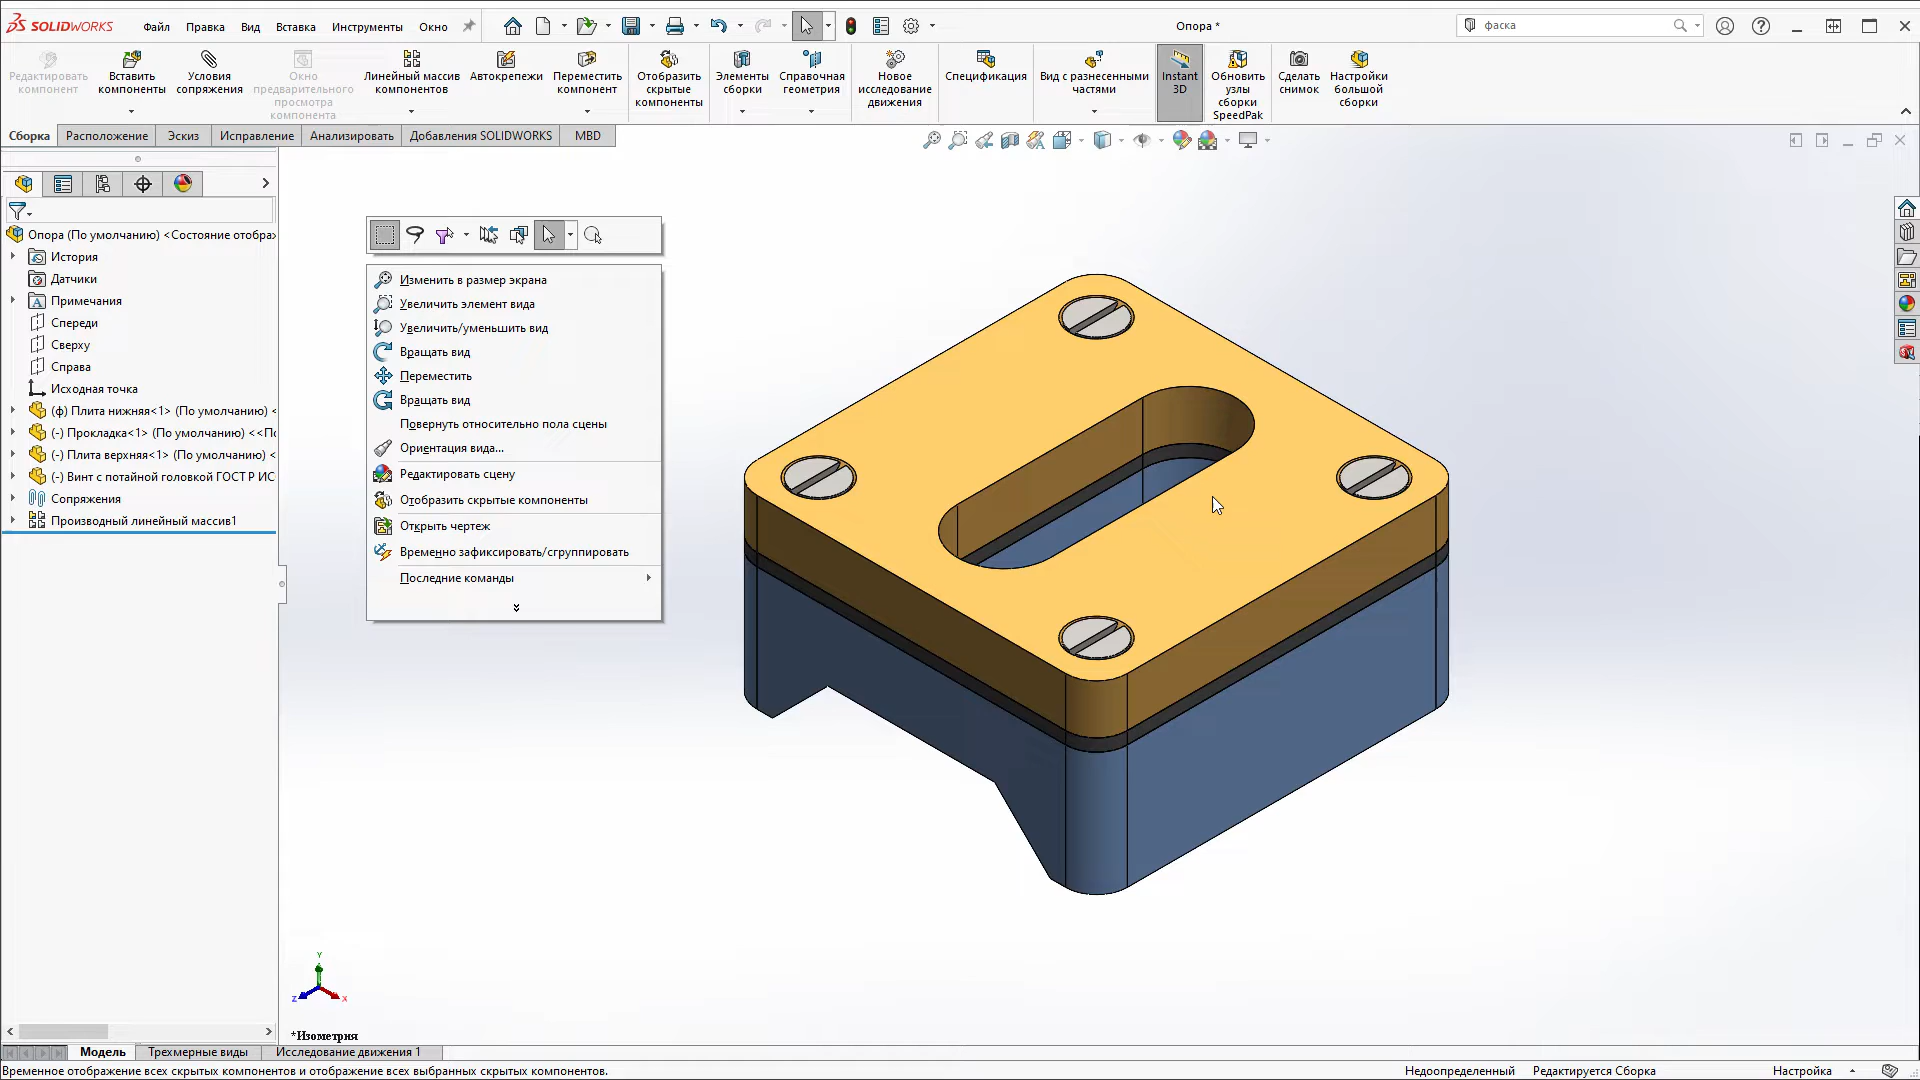 SOLIDWORKS Файл Правка Вид Вставка Инструменты Окно Опора * фаска
Редактировать компонент
Вставить компоненты
Условия сопряжения
Окно предварительного просмотра компонента
Линейный массив компонентов
Автокрепежи
Переместить компонент
Отобразить скрытые компоненты
Элементы сборки
Справочная геометрия
Новое исследование движения
Спецификация
Вид с разнесенными частями
Instant 3D
Обновить узлы сборки SpeedPak
Сделать снимок
Настройки большой сборки
Сборка Расположение Эскиз Исправление Анализировать Добавления SOLIDWORKS MBD
Опора (По умолчанию) <Состояние отобра
История
Датчики
Примечания
Спереди
Сверху
Справа
Исходная точка
(ф) Плита нижняя<1> (По умолчанию) <
(-) Прокладка<1> (По умолчанию) <<По
(-) Плита верхняя<1> (По умолчанию) <
(-) Винт с потайной головкой ГОСТ Р ИС
Сопряжения
Производный линейный массив1
Изменить в размер экрана
Увеличить элемент вида
Увеличить/уменьшить вид
Вращать вид
Переместить
Вращать вид
Повернуть относительно пола сцены
Ориентация вида...
Редактировать сцену
Отобразить скрытые компоненты
Открыть чертеж
Временно зафиксировать/сгруппировать
Последние команды
Y
Z X
*Изометрия
Модель Трехмерные виды Исследование движения 1
Временное отображение всех скрытых компонентов и отображение всех выбранных скрытых компонентов. Недоопределенный Редактируется Сборка Настройка